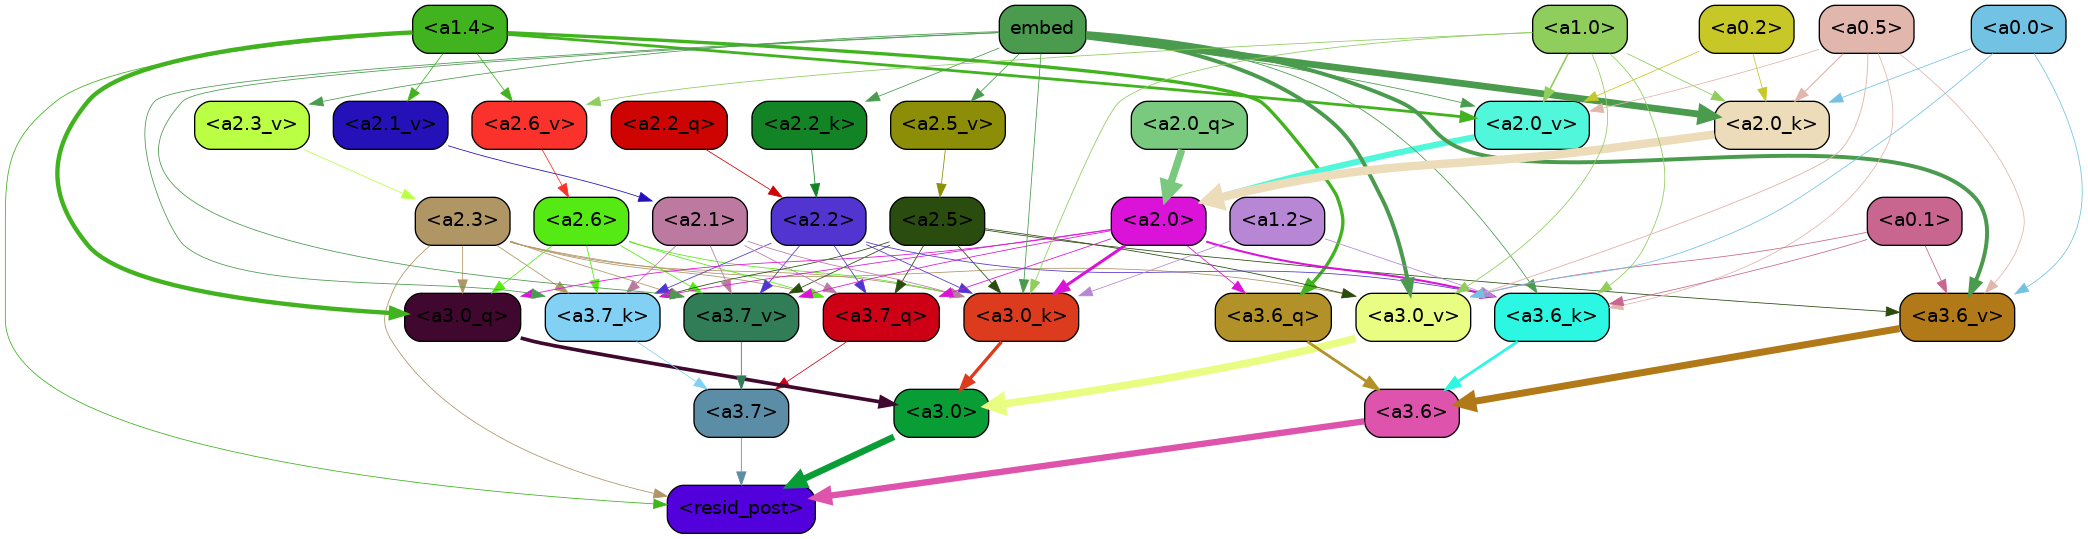 <a1.4> embed <a1.0> <a0.2> <a0.5> <a0.0>
<a2.3_v> <a2.1_v> <a2.6_v> <a2.2_q> <a2.2_k> <a2.5_v> <a2.0_q> <a2.0_v> <a2.0_k>
<a2.3> <a2.6> <a2.1> <a2.2> <a2.5> <a2.0> <a1.2> <a0.1>
<a3.0_q> <a3.7_k> <a3.7_v> <a3.7_q> <a3.0_k> <a3.6_q> <a3.0_v> <a3.6_k> <a3.6_v>
<a3.7> <a3.0> <a3.6>
<resid_post>